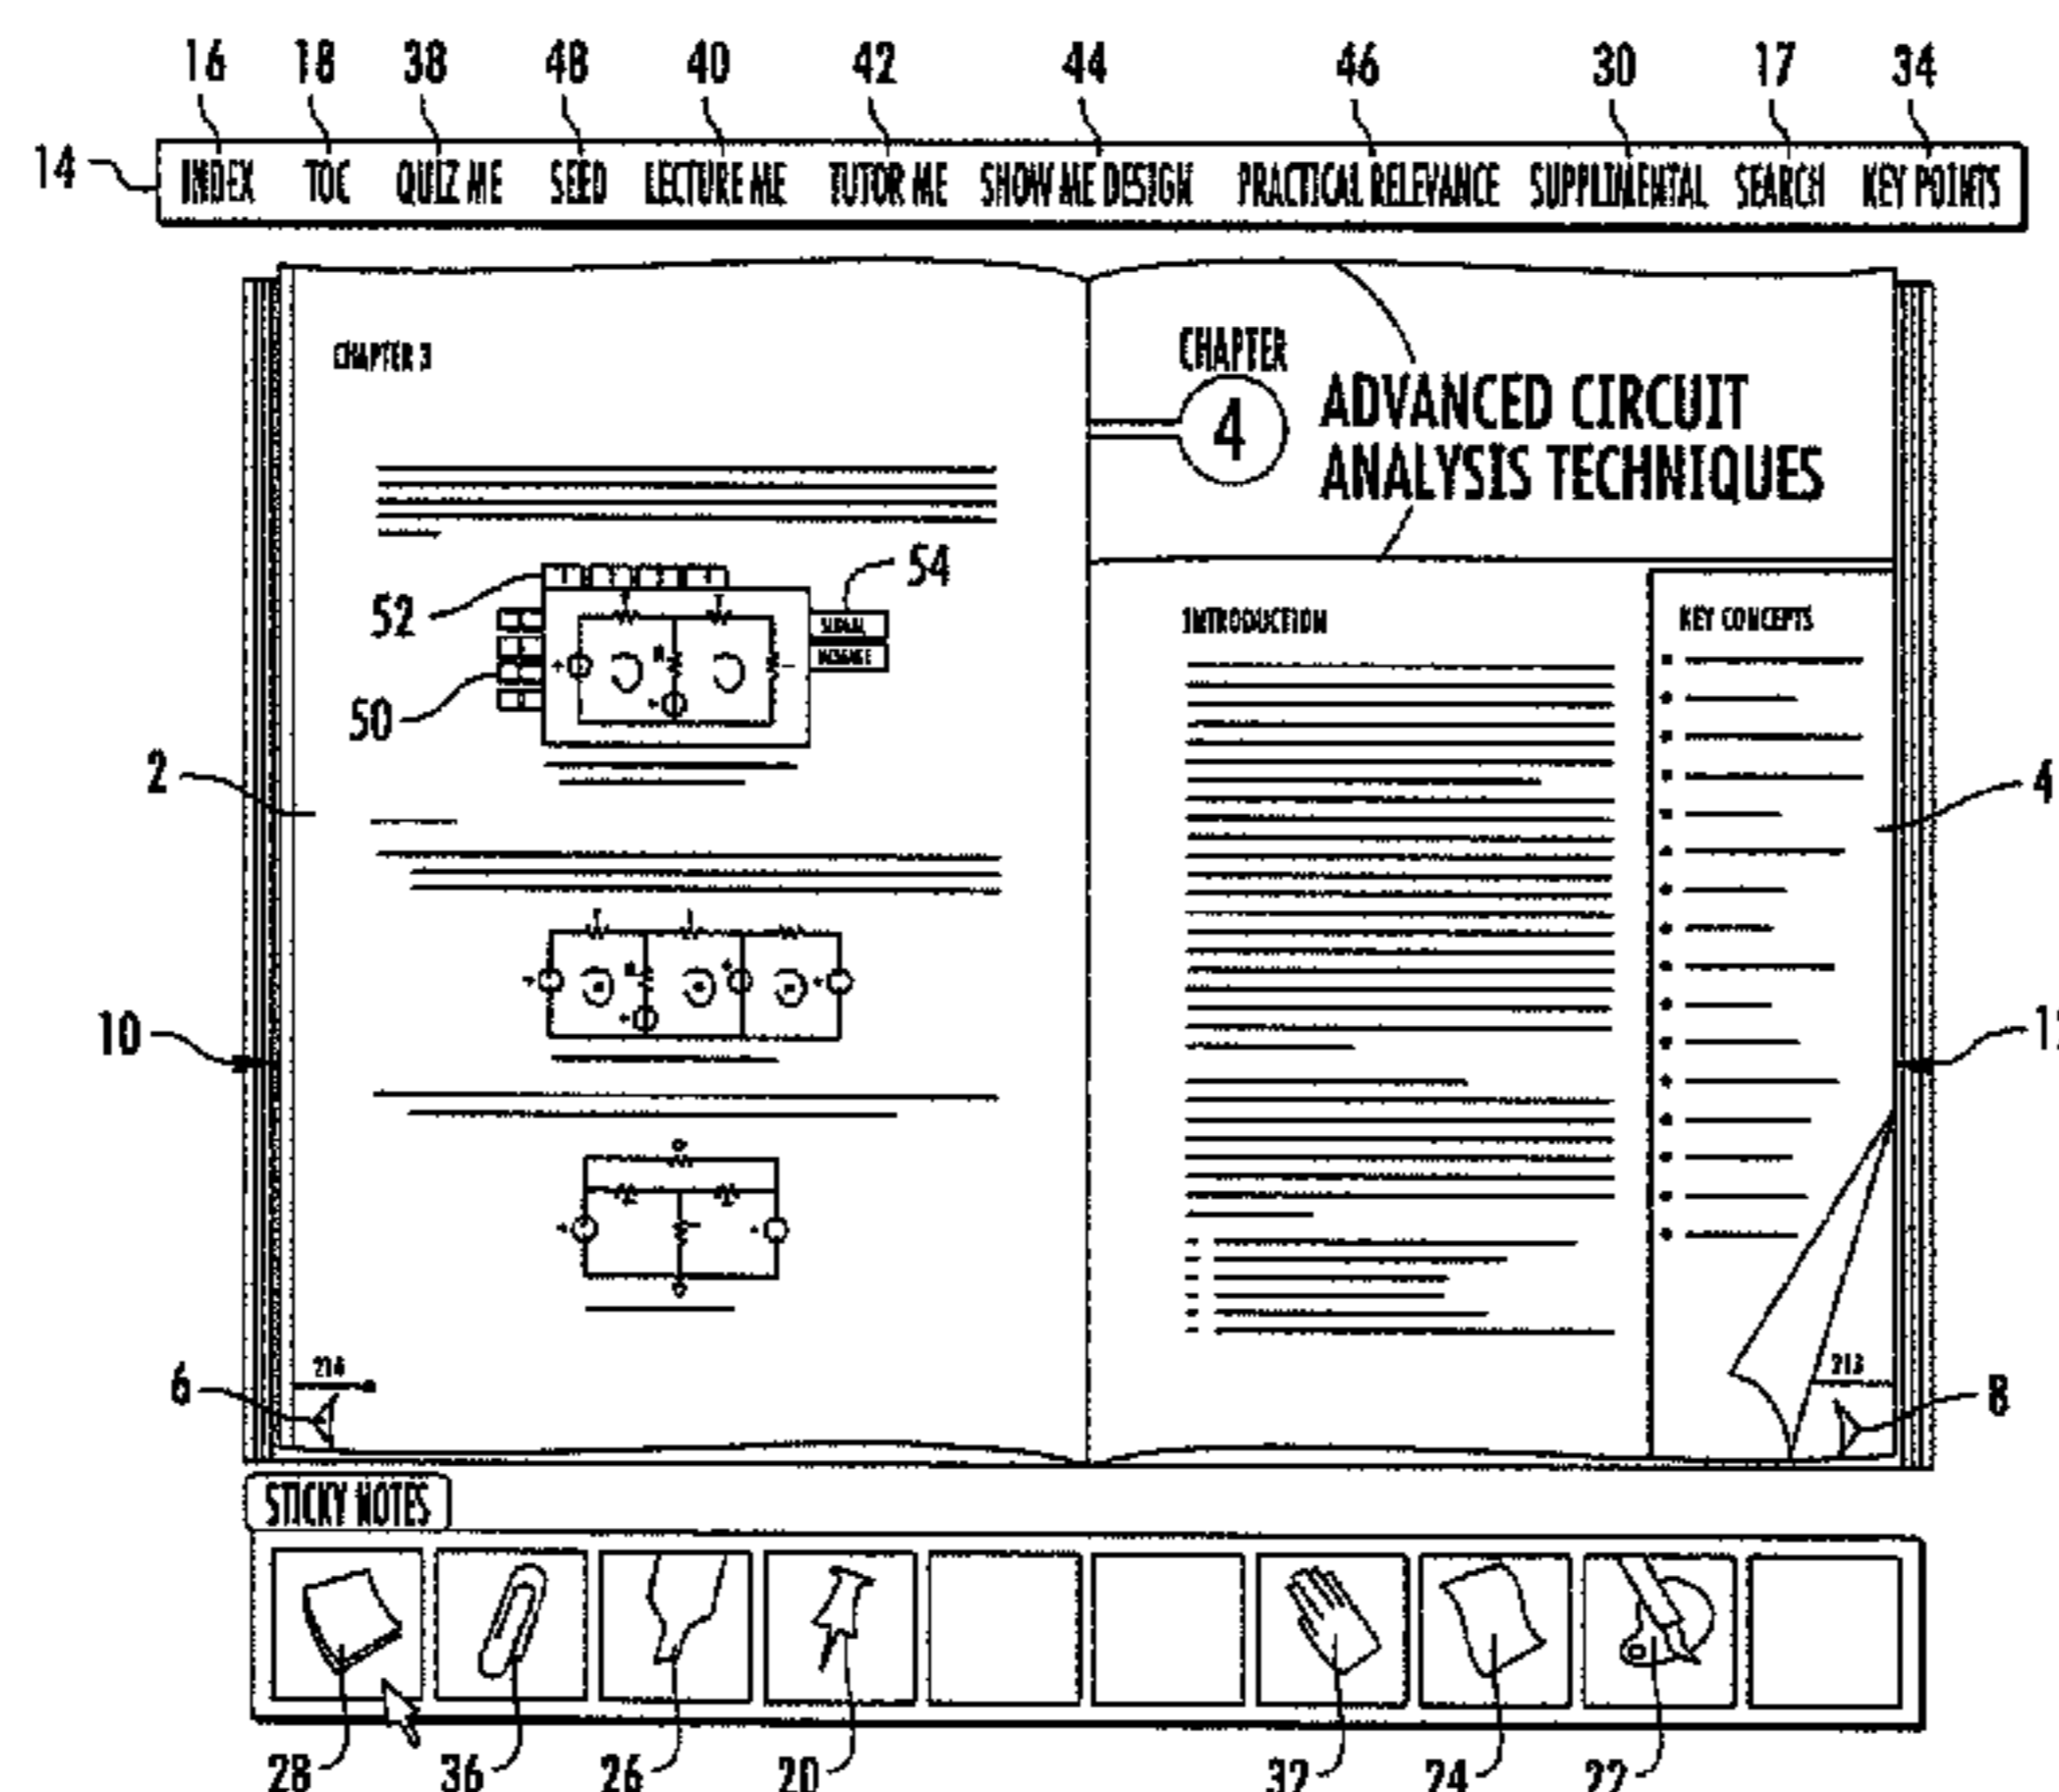 16 18 38 48 40 42 44 46 30 17 34
14
INDEX TOC QUIZ ME SEED LECTURE ME TUTOR ME SHOW ME DESIGN PRACTICAL RELEVANCE SUPPLIMENTAL SEARCH KEY POINTS
CHAPTER 3
CHAPTER
4
ADVANCED CIRCUIT
ANALYSIS TECHNIQUES
52
54
50
INTRODUCTION
KEY CONCEPTS
2
4
10
6
8
STICKY NOTES
28 36 26 20 32 24 22